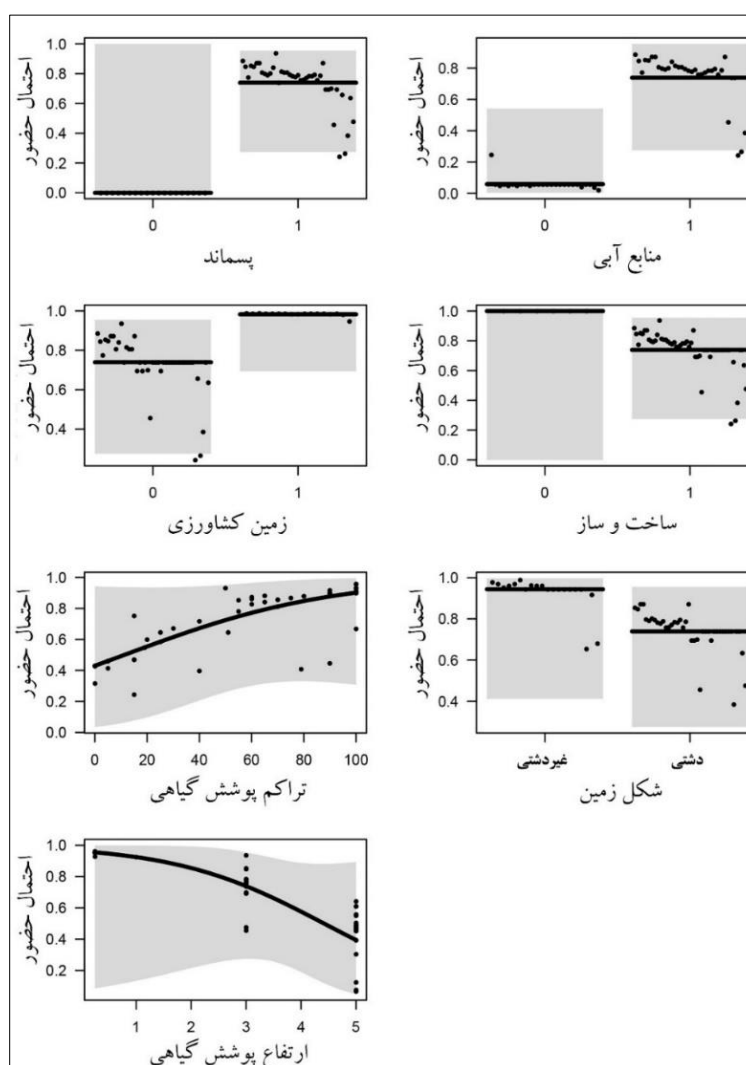 احتمال حضور
1.0
0.8
0.6
0.4
0.2
0.0
0 1
پسماند
احتمال حضور
0.8
0.6
0.4
0.2
0.0
0 1
منابع آبی
احتمال حضور
1.0
0.8
0.6
0.4
0 1
زمین کشاورزی
احتمال حضور
1.0
0.8
0.6
0.4
0.2
0.0
0 1
ساخت و ساز
احتمال حضور
1.0
0.8
0.6
0.4
0.2
0.0
0 20 40 60 80 100
تراکم پوشش گیاهی
احتمال حضور
1.0
0.8
0.6
0.4
غیردشتی دشتی
شکل زمین
احتمال حضور
1.0
0.8
0.6
0.4
0.2
1 2 3 4 5
ارتفاع پوشش گیاهی